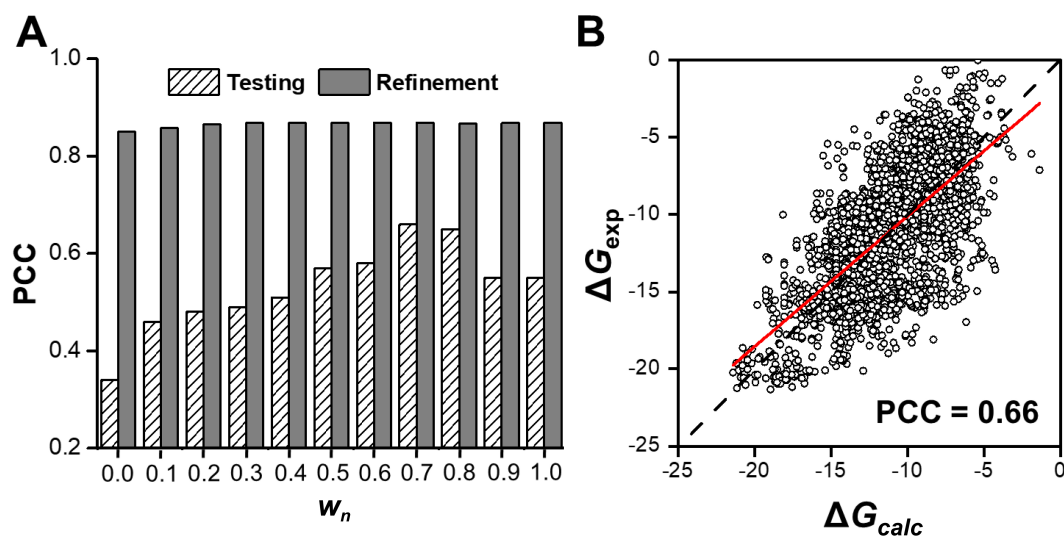 A
B
1.0
0.8
0.6
0.4
0.2
PCC
Testing
Refinement
0.0 0.1 0.2 0.3 0.4 0.5 0.6 0.7 0.8 0.9 1.0
wn
0
-5
-10
-15
-20
-25
ΔGexp
PCC = 0.66
-25 -20 -15 -10 -5 0
ΔGcalc